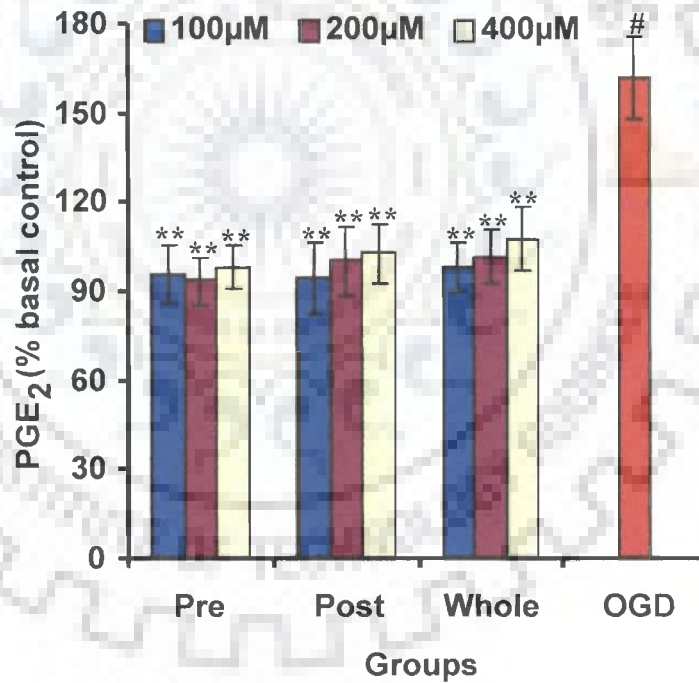 180 100µM 200µM 400µM #
150
120
90
60
30
0
PGE2 (% basal control)
** ** ** ** ** ** ** ** **
Pre Post Whole OGD
Groups